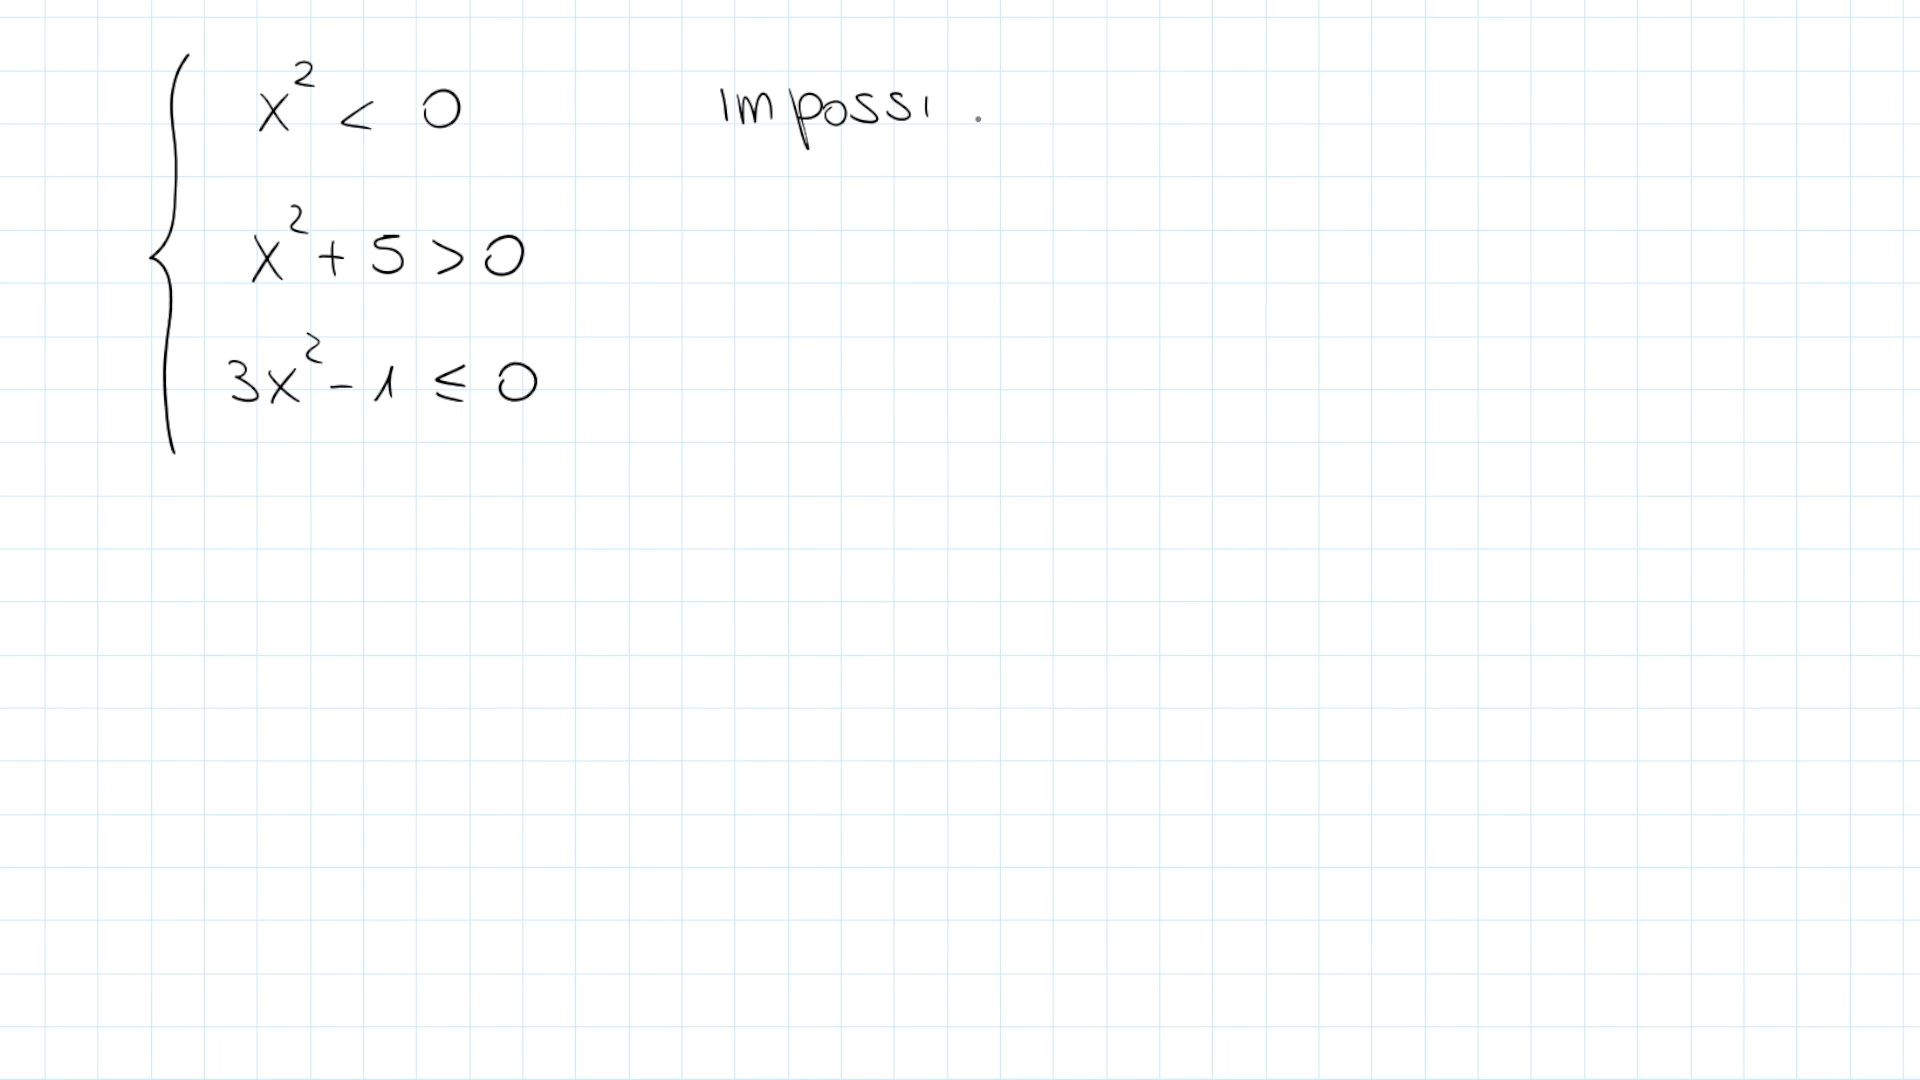 x² < 0 Impossi
x² + 5 > 0
3x² - 1 ≤ 0